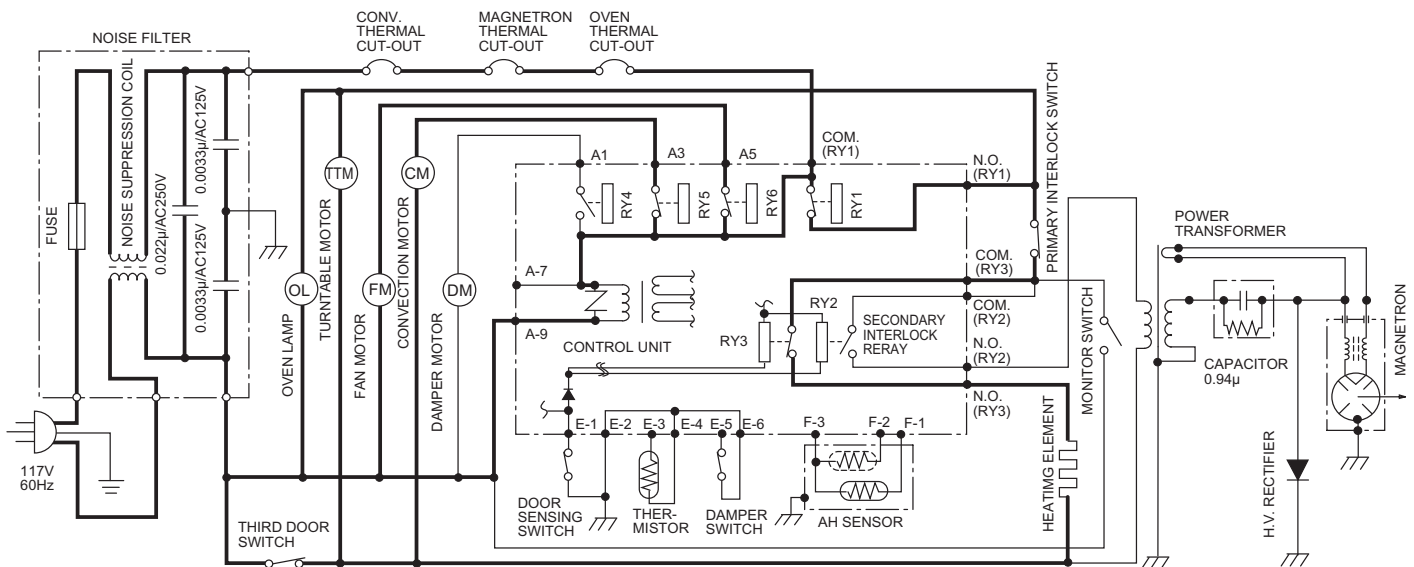 CONV.
THERMAL
CUT-OUT
MAGNETRON
THERMAL
CUT-OUT
OVEN
THERMAL
CUT-OUT
NOISE FILTER
FUSE
NOISE SUPPRESSION COIL
0.022μ/AC250V
0.0033μ/AC125V
0.0033μ/AC125V
117V
60Hz
OL
OVEN LAMP
TTM
TURNTABLE MOTOR
FM
FAN MOTOR
CM
CONVECTION MOTOR
DM
DAMPER MOTOR
A1
A3
A5
COM.
(RY1)
N.O.
(RY1)
RY4
RY5
RY6
RY1
PRIMARY INTERLOCK SWITCH
A-7
A-9
CONTROL UNIT
COM.
(RY3)
COM.
(RY2)
N.O.
(RY2)
N.O.
(RY3)
RY2
RY3
SECONDARY
INTERLOCK
RERAY
MONITOR SWITCH
POWER
TRANSFORMER
CAPACITOR
0.94μ
MAGNETRON
H.V. RECTIFIER
HEATIMG ELEMENT
E-1
E-2
E-3
E-4
E-5
E-6
F-3
F-2
F-1
DOOR
SENSING
SWITCH
THER-
MISTOR
DAMPER
SWITCH
AH SENSOR
THIRD DOOR
SWITCH